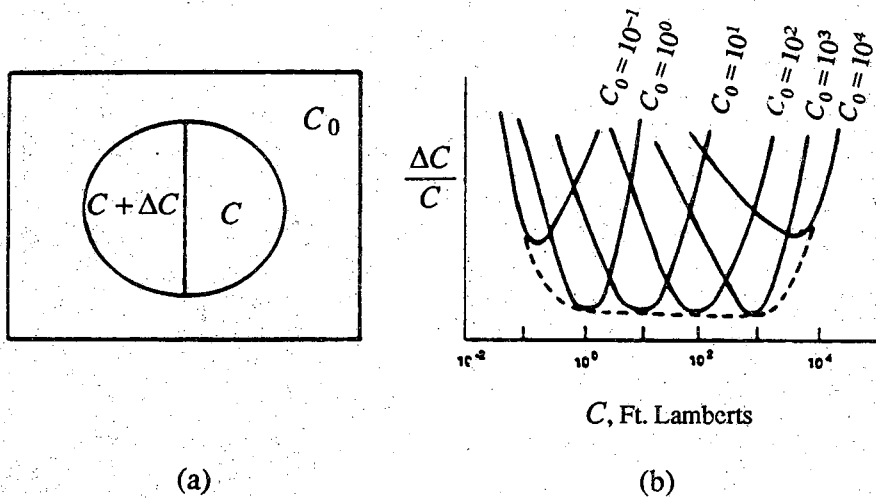 C₀
C + ΔC
C
(a)
C₀ = 10⁻¹
C₀ = 10⁰
C₀ = 10¹
C₀ = 10²
C₀ = 10³
C₀ = 10⁴
ΔC
C
10⁻² 10⁰ 10² 10⁴
C, Ft. Lamberts
(b)